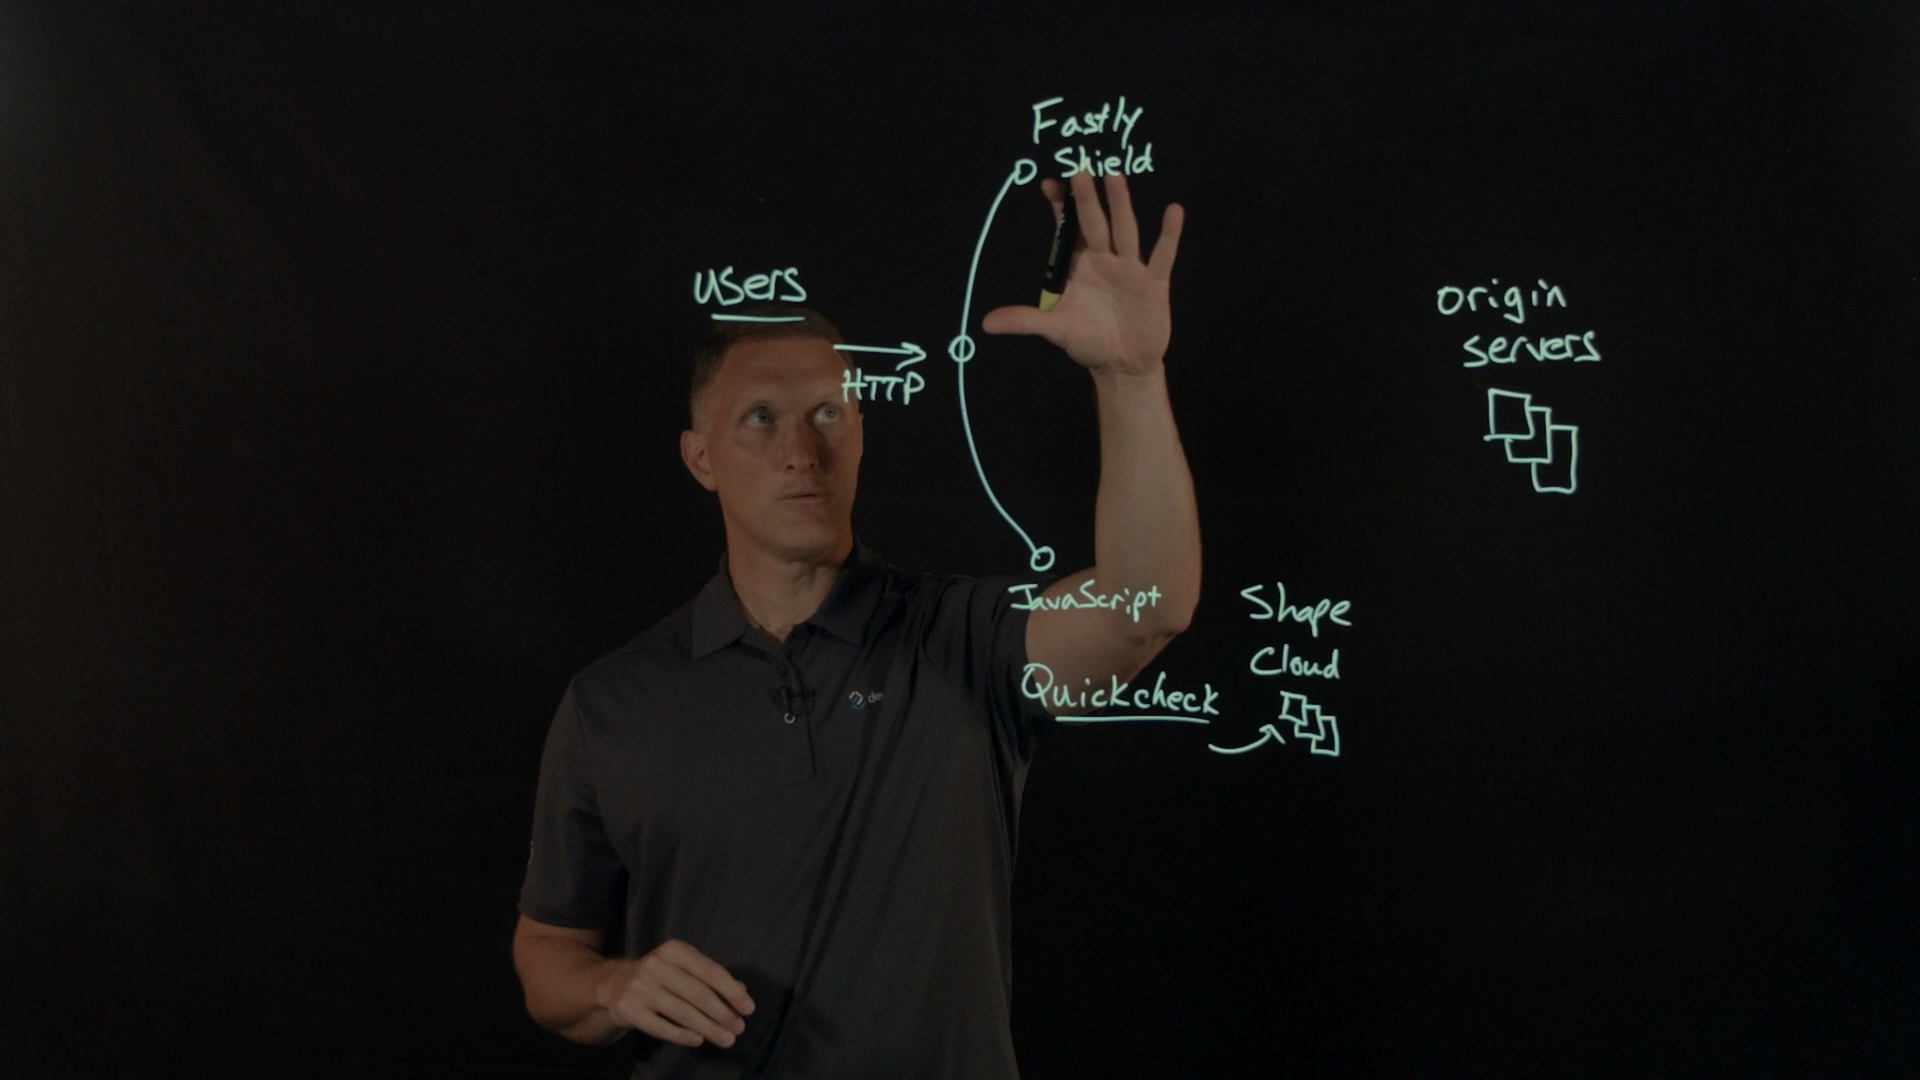 Fastly
Shield
users
HTTP
origin
servers
JavaScript
Quickcheck
Shape
Cloud